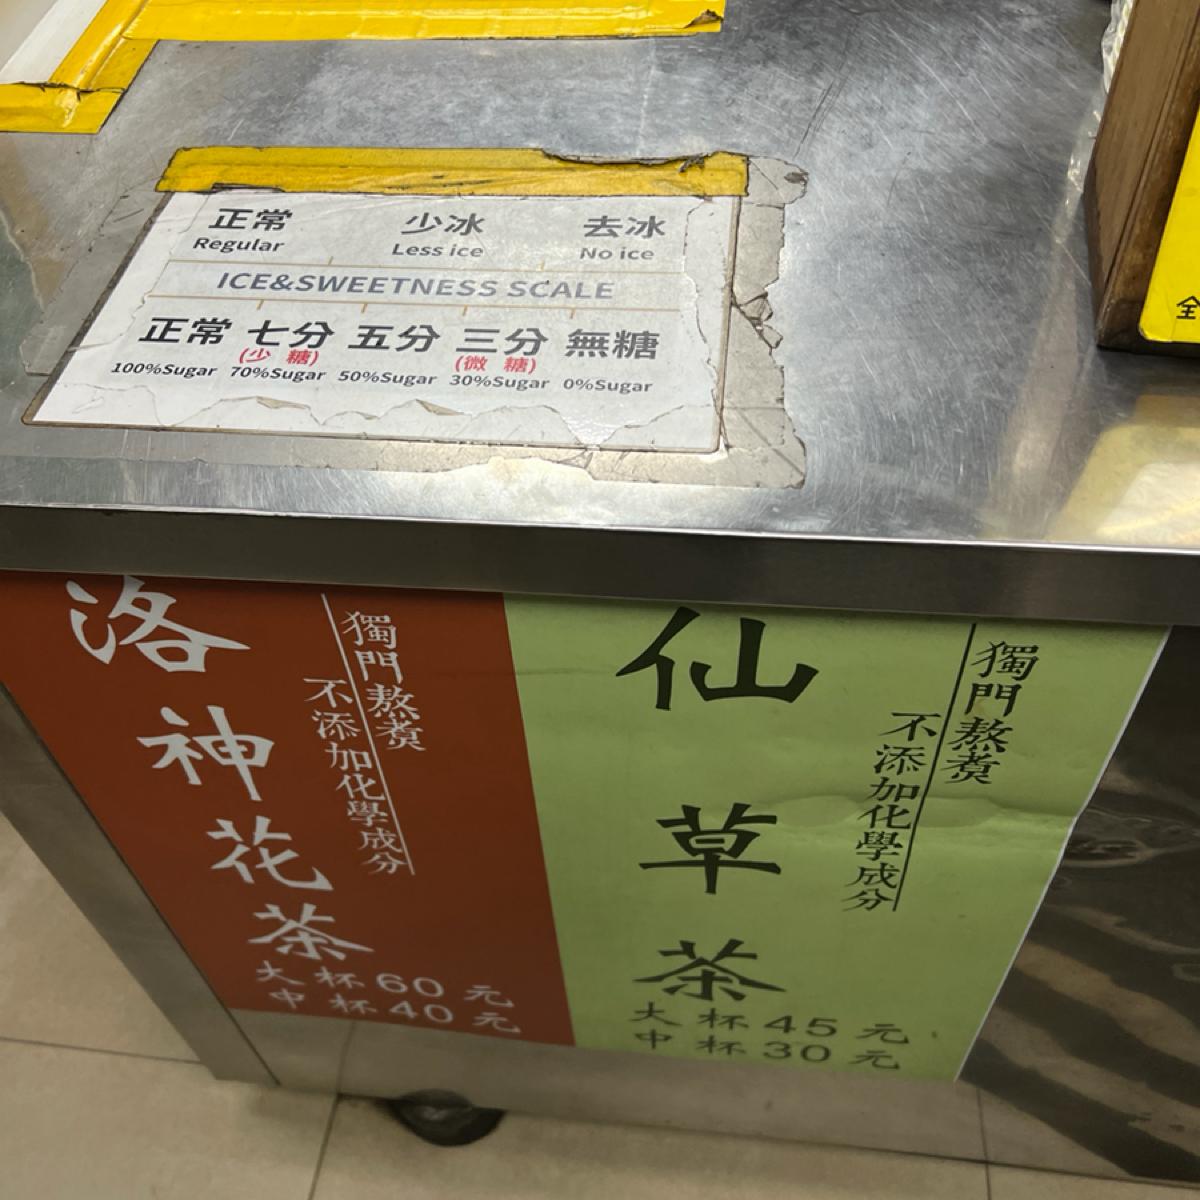 正常 少冰 去冰
Regular Less ice No ice
ICE&SWEETNESS SCALE
正常 七分 五分 三分 無糖
(少 糖) (微 糖)
100%Sugar 70%Sugar 50%Sugar 30%Sugar 0%Sugar
全
洛神花茶
獨門熬煮
不添加化學成分
大杯60元
中杯40元
仙草茶
獨門熬煮
不添加化學成分
大杯45元
中杯30元